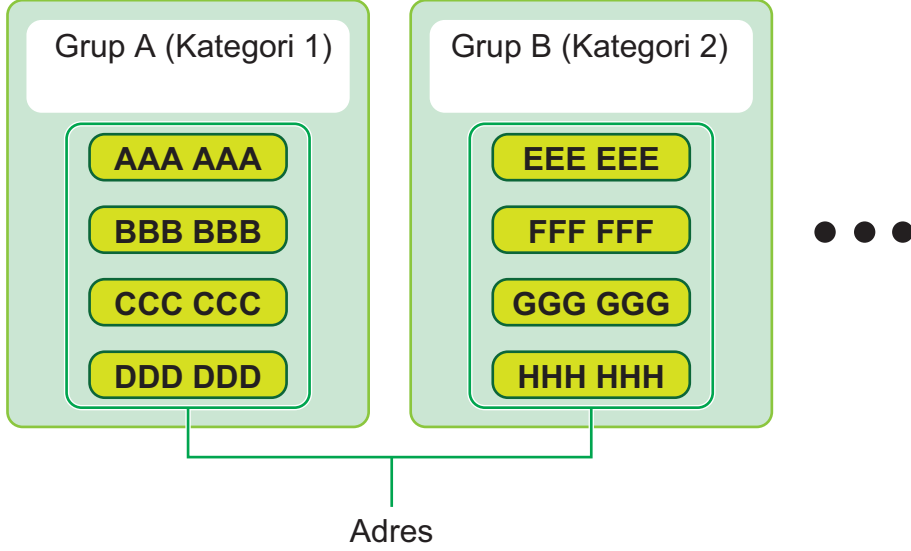 Grup A (Kategori 1)
AAA AAA
BBB BBB
CCC CCC
DDD DDD
Grup B (Kategori 2)
EEE EEE
FFF FFF
GGG GGG
HHH HHH
Adres